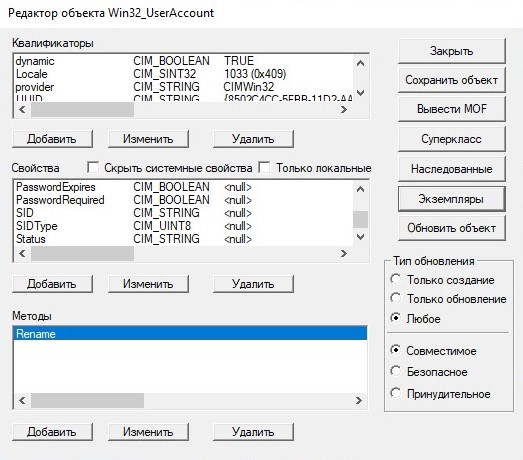 Редактор объекта Win32_UserAccount
Квалификаторы
dynamic CIM_BOOLEAN TRUE
Locale CIM_SINT32 1033 (0x409)
provider CIM_STRING CIMWin32
UUID CIM_STRING {8502C4CC-5FBB-11D2-AA
Добавить Изменить Удалить
Свойства Скрыть системные свойства Только локальные
PasswordExpires CIM_BOOLEAN <null>
PasswordRequired CIM_BOOLEAN <null>
SID CIM_STRING <null>
SIDType CIM_UINT8 <null>
Status CIM_STRING <null>
Добавить Изменить Удалить
Методы
Rename
Добавить Изменить Удалить
Закрыть
Сохранить объект
Вывести MOF
Суперкласс
Наследованные
Экземпляры
Обновить объект
Тип обновления
Только создание
Только обновление
Любое
Совместимое
Безопасное
Принудительное